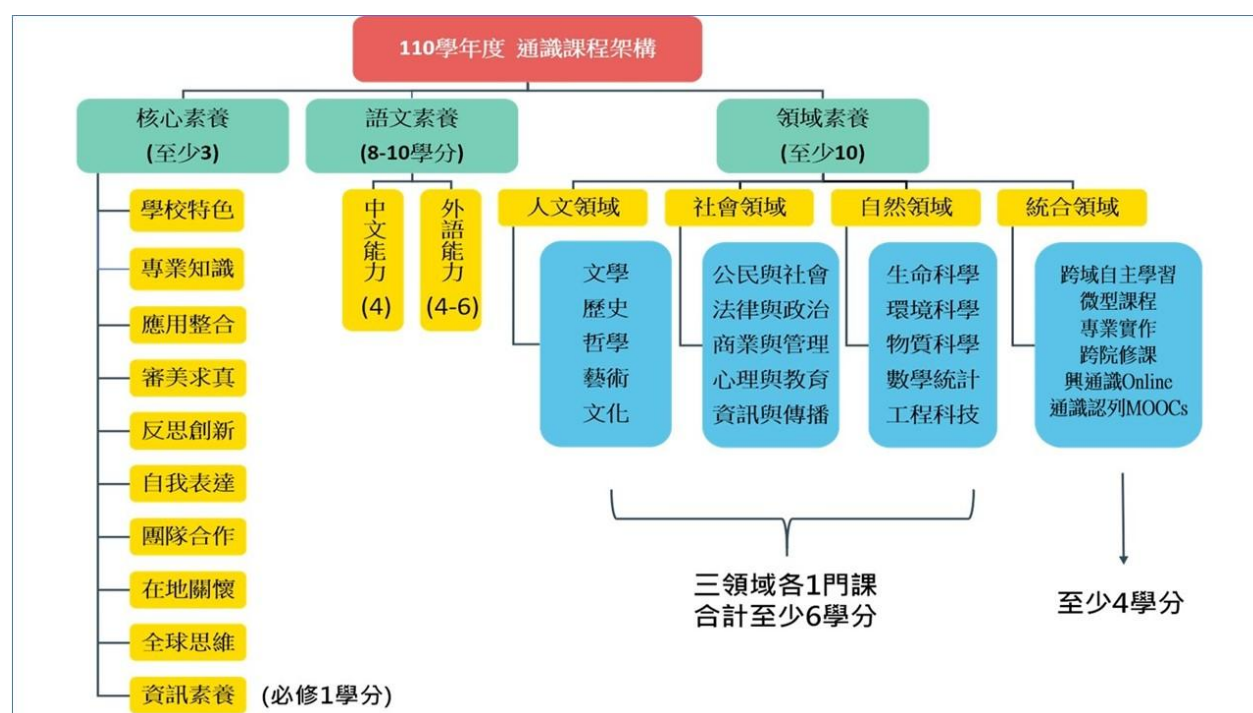 110學年度 通識課程架構
核心素養
(至少3)
學校特色
專業知識
應用整合
審美求真
反思創新
自我表達
團隊合作
在地關懷
全球思維
資訊素養 (必修1學分)
語文素養
(8-10學分)
中文能力
(4)
外語能力
(4-6)
領域素養
(至少10)
人文領域
文學
歷史
哲學
藝術
文化
社會領域
公民與社會
法律與政治
商業與管理
心理與教育
資訊與傳播
自然領域
生命科學
環境科學
物質科學
數學統計
工程科技
三領域各1門課
合計至少6學分
統合領域
跨域自主學習
微型課程
專業實作
跨院修課
興通識Online
通識認列MOOCs
至少4學分